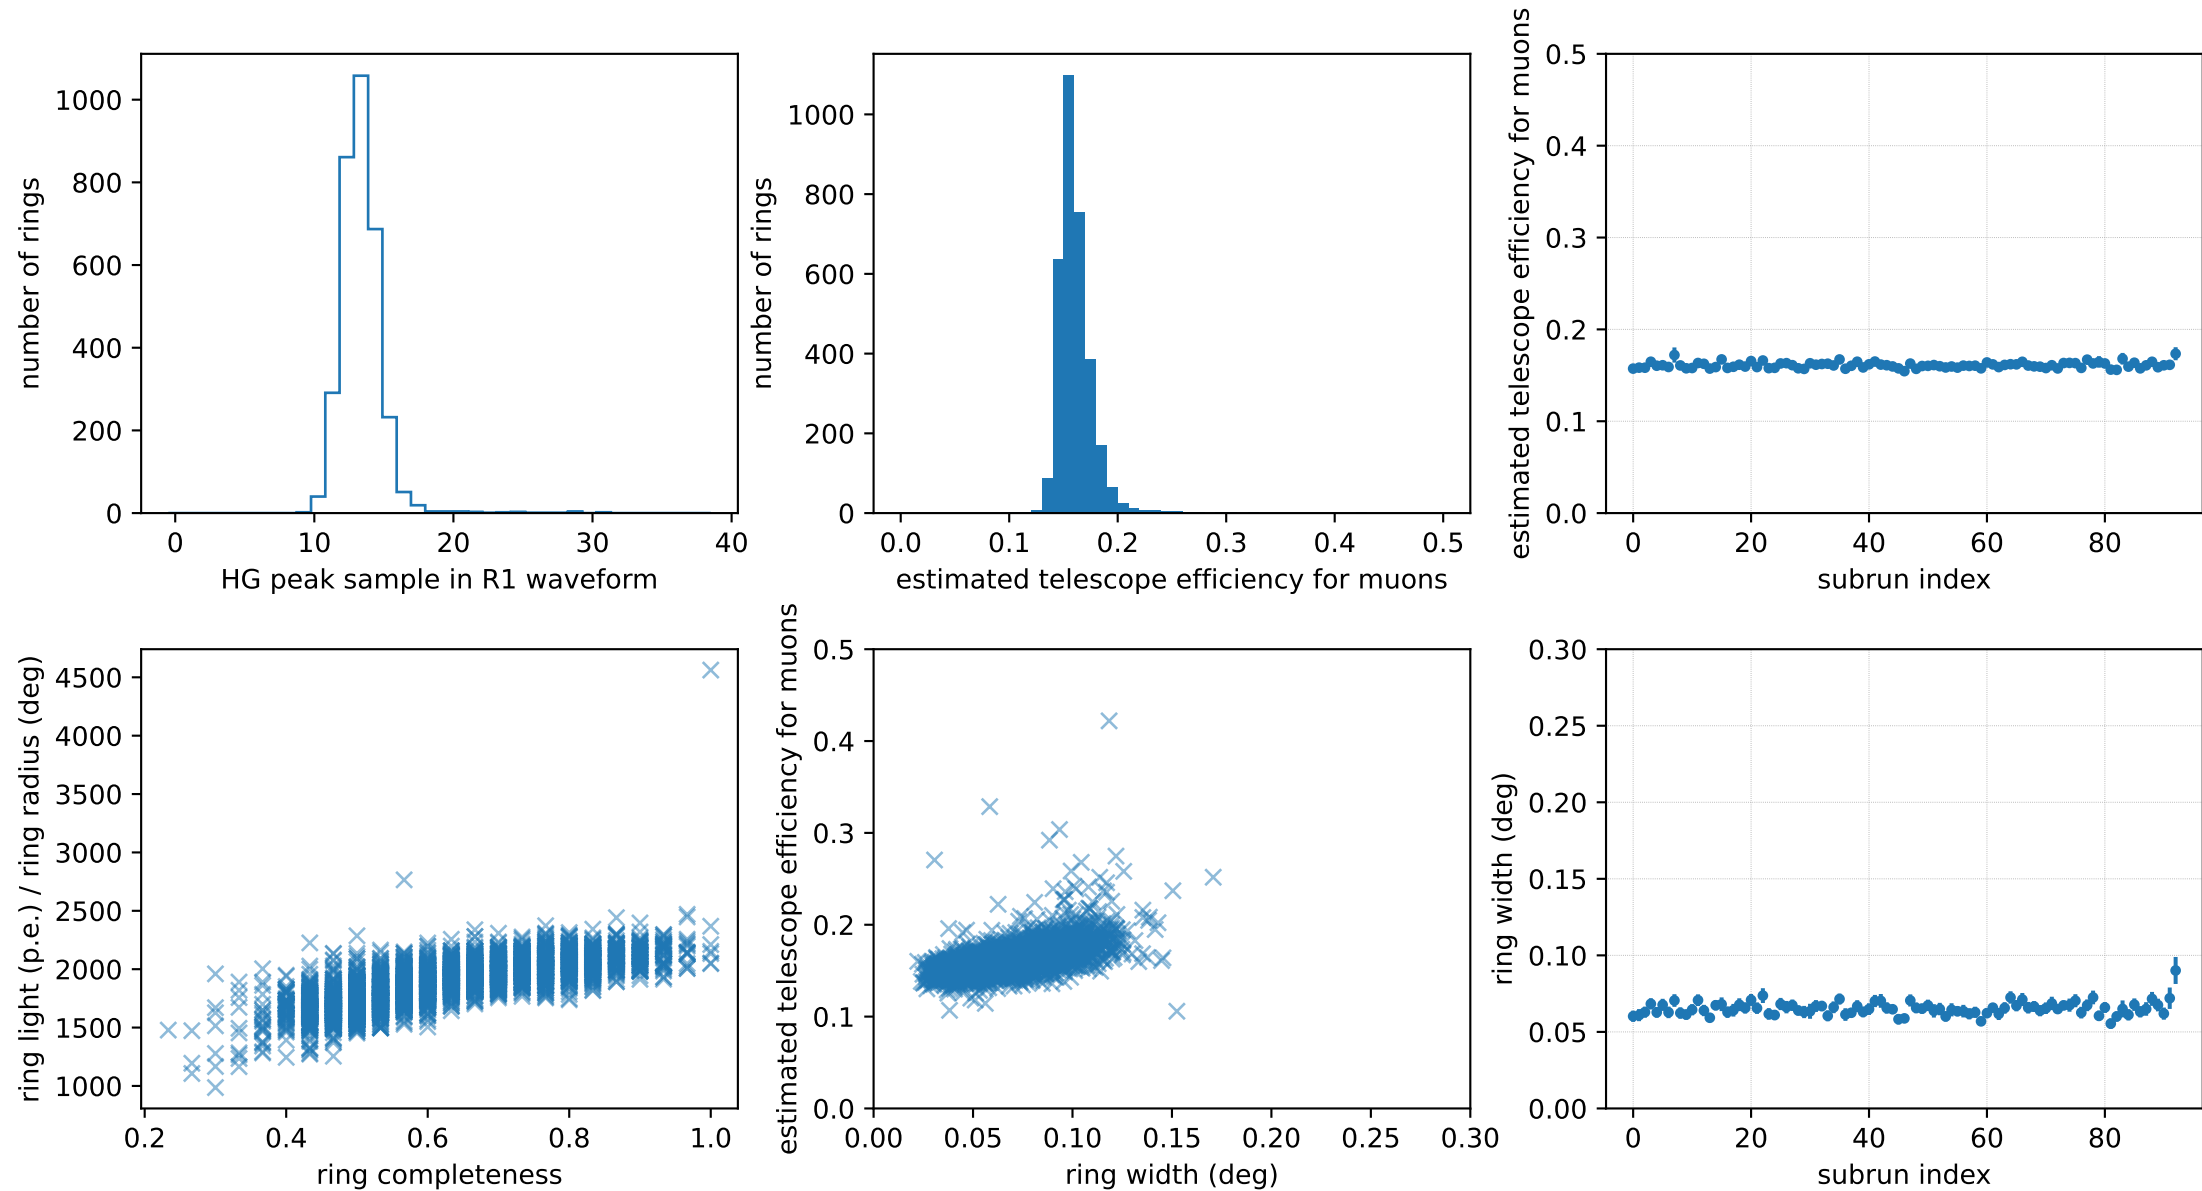 number of rings
1000
800
600
400
200
0
0 10 20 30 40
HG peak sample in R1 waveform
number of rings
1000
800
600
400
200
0
0.0 0.1 0.2 0.3 0.4 0.5
estimated telescope efficiency for muons
estimated telescope efficiency for muons
0.5
0.4
0.3
0.2
0.1
0.0
0 20 40 60 80
subrun index
ring light (p.e.) / ring radius (deg)
4500
4000
3500
3000
2500
2000
1500
1000
0.2 0.4 0.6 0.8 1.0
ring completeness
estimated telescope efficiency for muons
0.5
0.4
0.3
0.2
0.1
0.0
0.00 0.05 0.10 0.15 0.20 0.25 0.30
ring width (deg)
ring width (deg)
0.30
0.25
0.20
0.15
0.10
0.05
0.00
0 20 40 60 80
subrun index